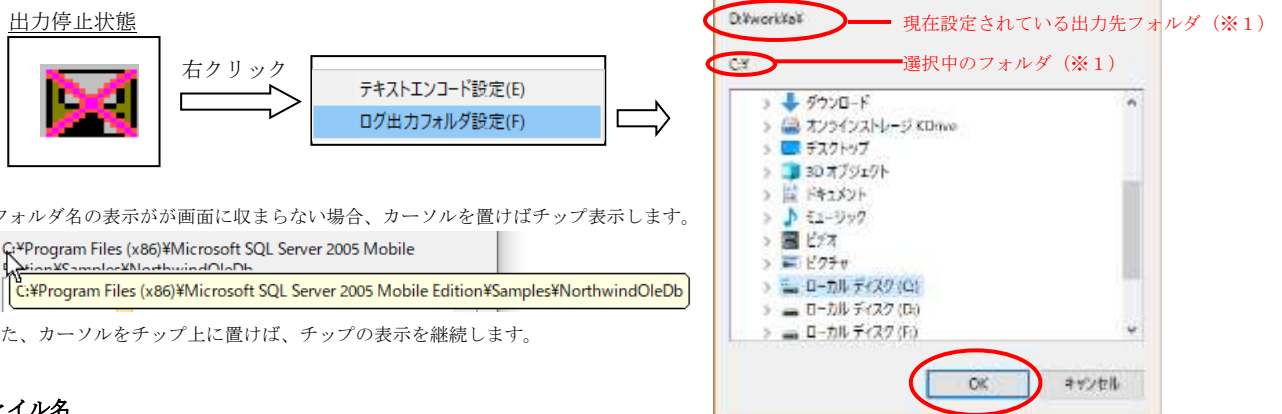 出力停止状態
右クリック
テキストエンコード設定(E)
ログ出力フォルダ設定(F)
D:¥work¥a¥
現在設定されている出力先フォルダ（※１）
C:¥
選択中のフォルダ（※１）
ダウンロード
オンラインストレージ KDrive
デスクトップ
3D オブジェクト
ドキュメント
ミュージック
ビデオ
ピクチャ
ローカル ディスク (C:)
ローカル ディスク (D:)
ローカル ディスク (F:)
OK
キャンセル
フォルダ名の表示がが画面に収まらない場合、カーソルを置けばチップ表示します。
C:¥Program Files (x86)¥Microsoft SQL Server 2005 Mobile
Edition¥Samples¥NorthwindOleDb
C:¥Program Files (x86)¥Microsoft SQL Server 2005 Mobile Edition¥Samples¥NorthwindOleDb
た、カーソルをチップ上に置けば、チップの表示を継続します。
ァイル名